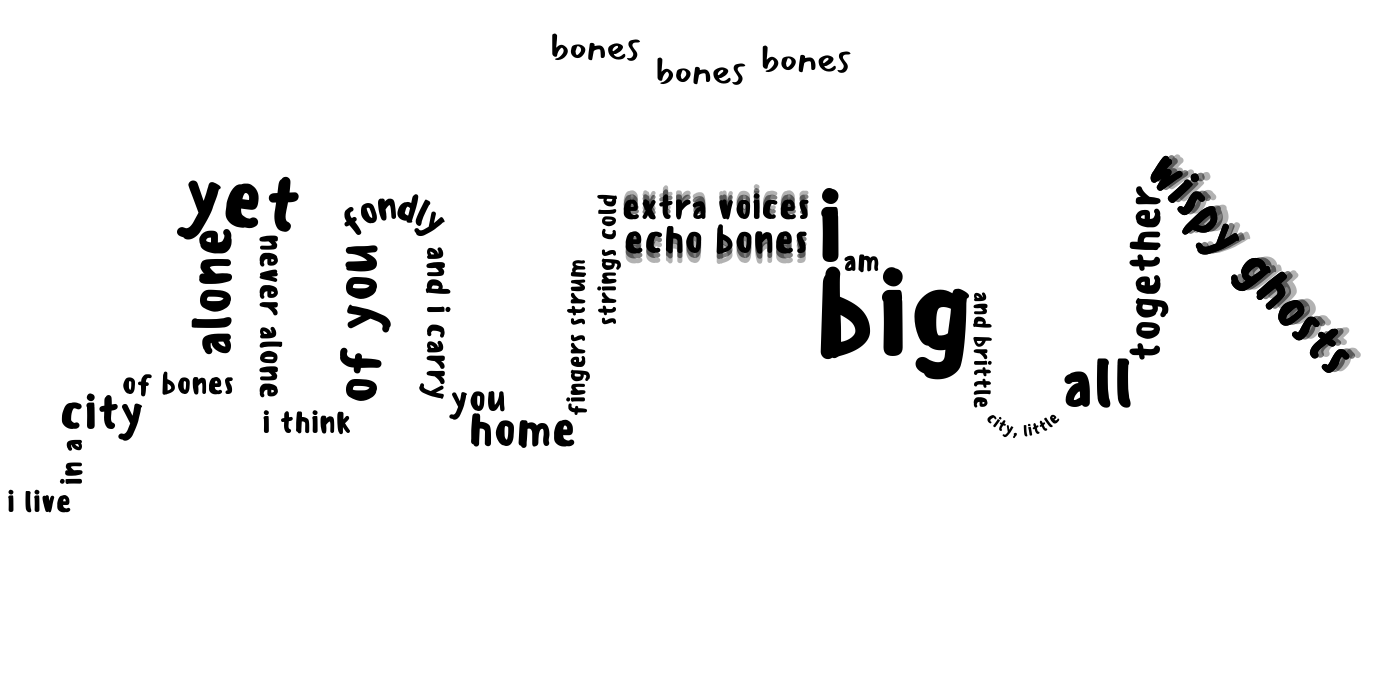 bones bones bones
i live
in a
city
of bones
alone
yet
never alone
i think
of you
fondly
and i carry
you
home
fingers strum
strings cold
extra voices
echo bones
i
am
big
and brittle
city, little
all
together
wispy ghosts